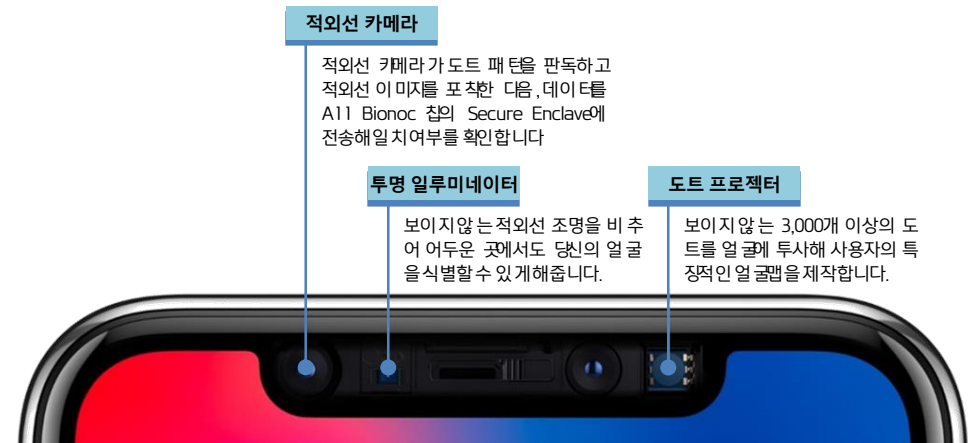 적외선 카메라
적외선 카메라가 도트 패턴을 판독하고
적외선 이미지를 포착한 다음, 데이터를
A11 Bionoc 칩의 Secure Enclave에
전송해일치여부를 확인합니다
투명 일루미네이터
보이지않는적외선 조명을 비추
어 어두운 곳에서도 당신의 얼굴
을식별할수 있게해줍니다.
도트 프로젝터
보이지않는 3,000개 이상의 도
트를 얼굴에 투사해 사용자의 특
징적인얼굴맵을제작합니다.